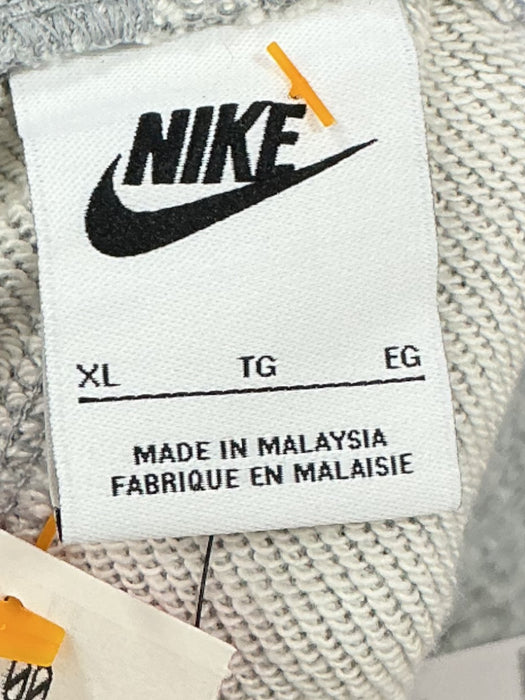 NIKE
XL TG EG
MADE IN MALAYSIA
FABRIQUE EN MALAISIE